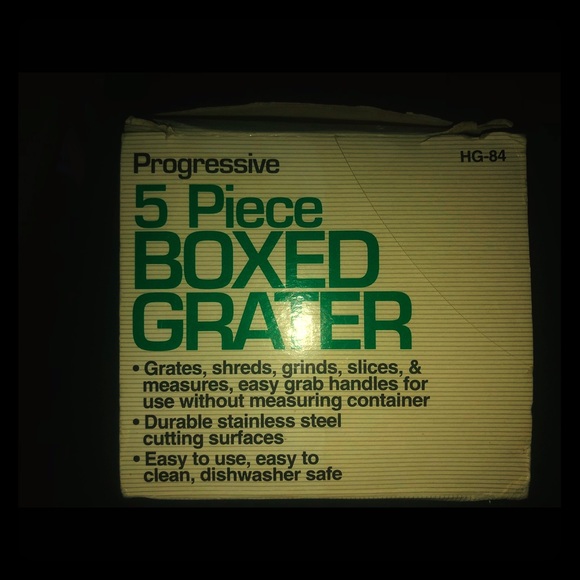 Progressive
HG-84
5 Piece
BOXED
GRATER
• Grates, shreds, grinds, slices, &
measures, easy grab handles for
use without measuring container
• Durable stainless steel
cutting surfaces
• Easy to use, easy to
clean, dishwasher safe